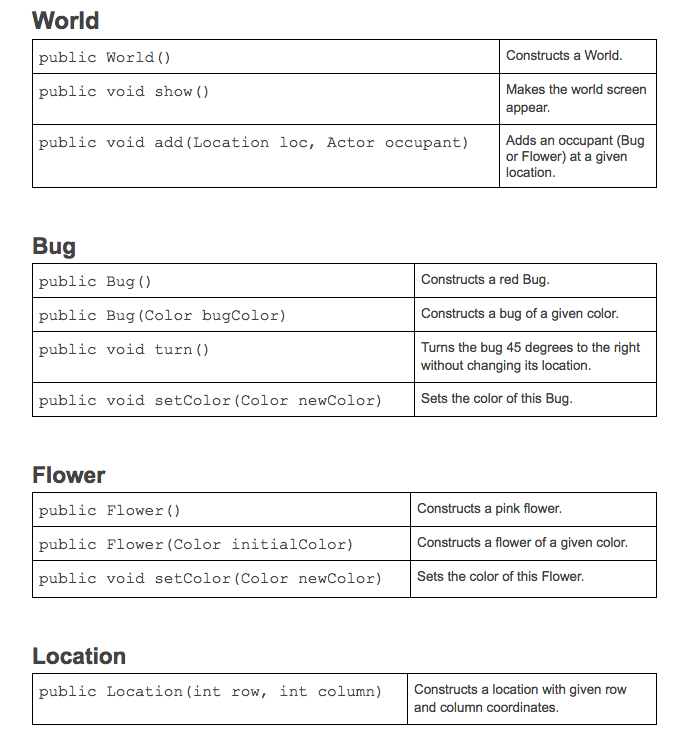 World
public World() Constructs a World.
public void show() Makes the world screen
appear.
public void add(Location loc, Actor occupant) Adds an occupant (Bug
or Flower) at a given
location.
Bug
public Bug() Constructs a red Bug.
public Bug(Color bugColor) Constructs a bug of a given color.
public void turn() Turns the bug 45 degrees to the right
without changing its location.
public void setColor(Color newColor) Sets the color of this Bug.
Flower
public Flower() Constructs a pink flower.
public Flower(Color initialColor) Constructs a flower of a given color.
public void setColor(Color newColor) Sets the color of this Flower.
Location
public Location(int row, int column) Constructs a location with given row
and column coordinates.